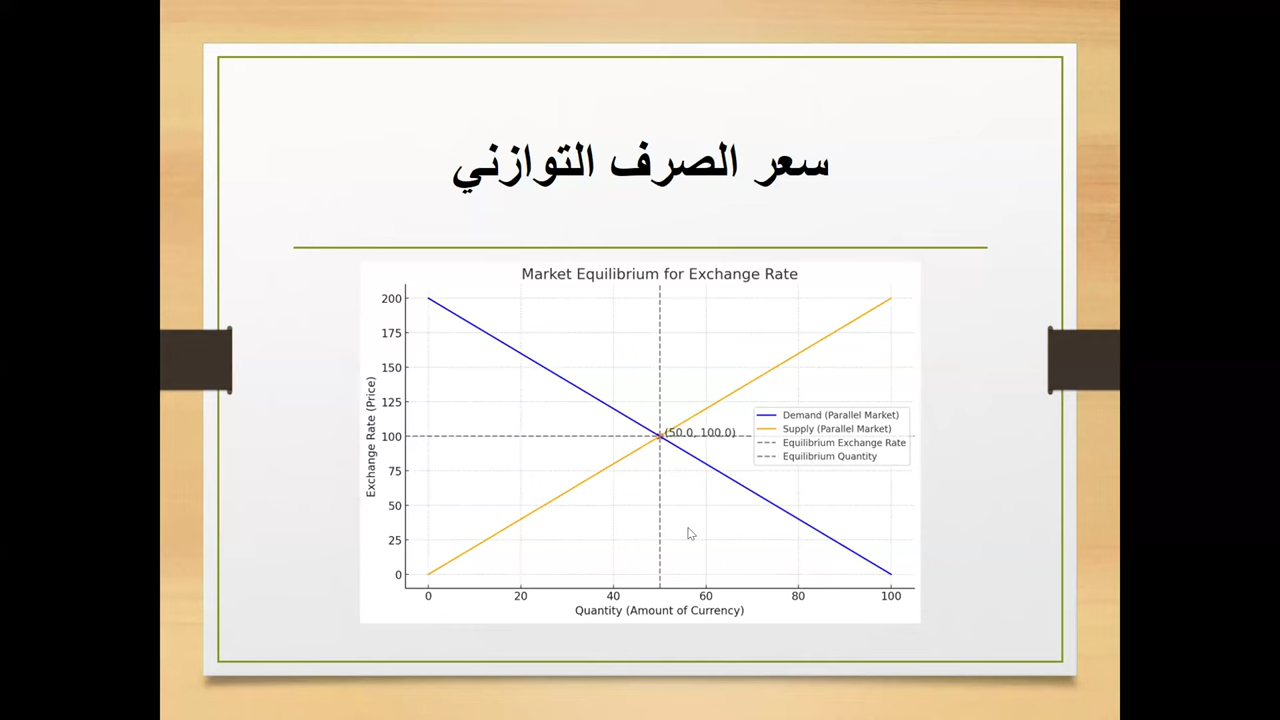 سعر الصرف التوازني
Market Equilibrium for Exchange Rate
Exchange Rate (Price)
200
175
150
125
100
75
50
25
0
(50.0, 100.0)
Demand (Parallel Market)
Supply (Parallel Market)
Equilibrium Exchange Rate
Equilibrium Quantity
0 20 40 60 80 100
Quantity (Amount of Currency)